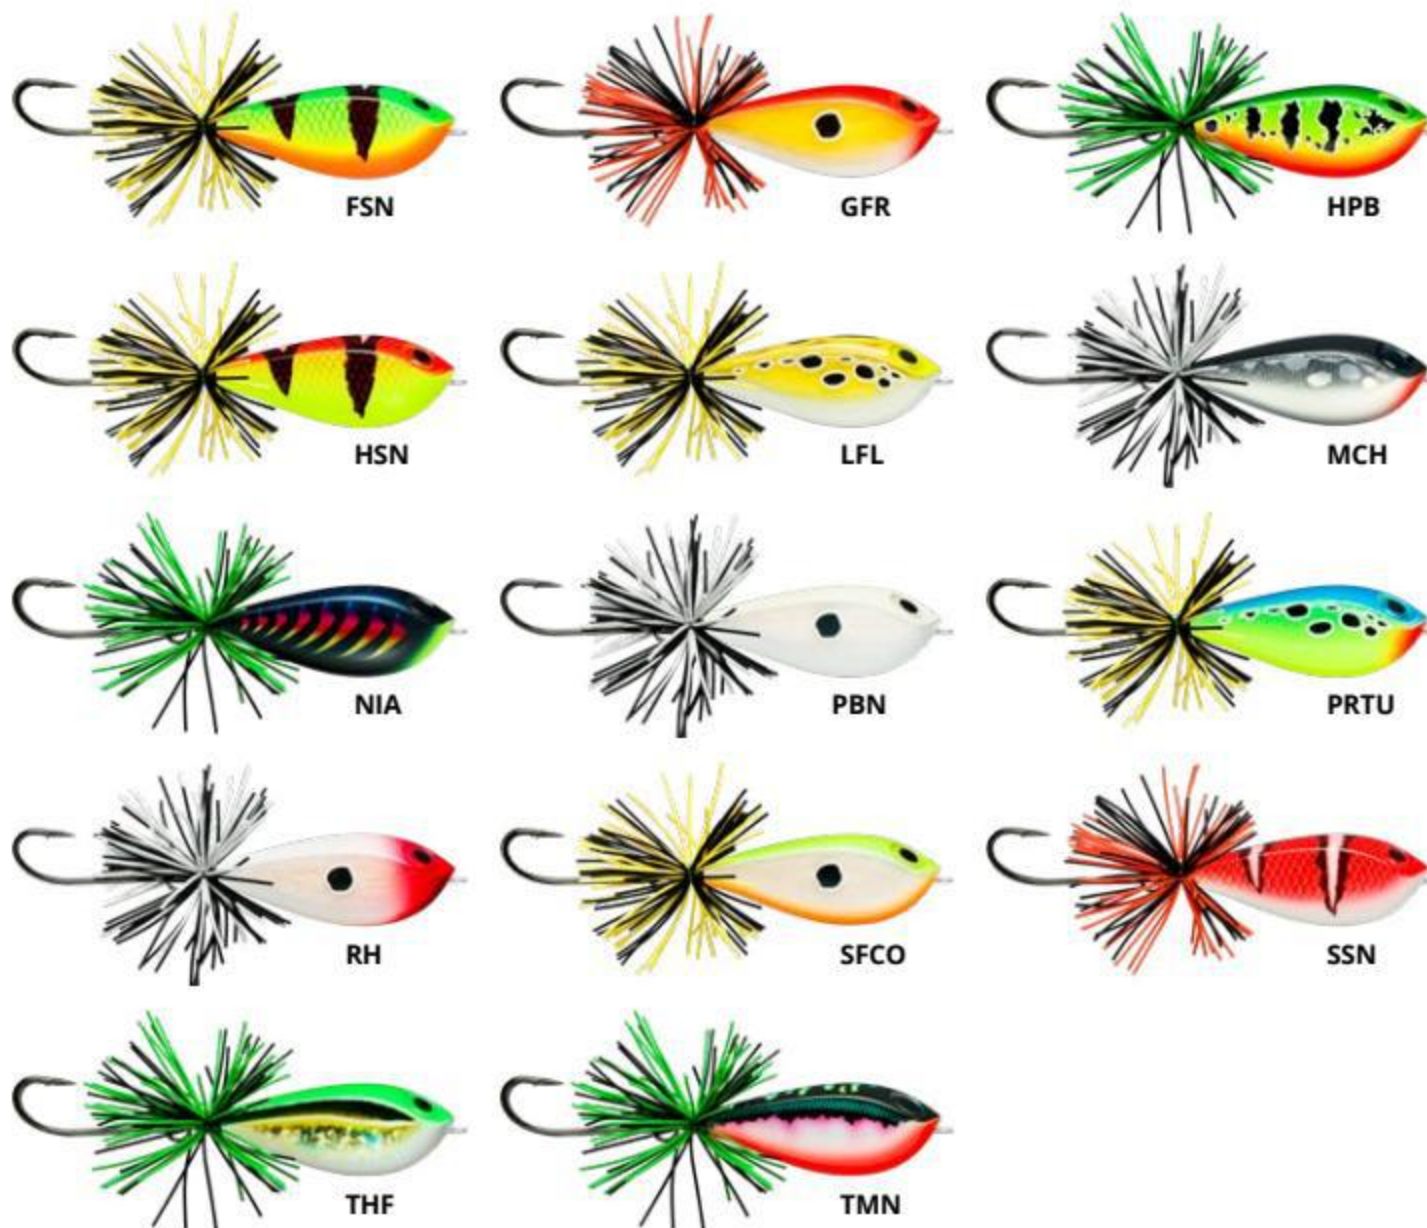 FSN
GFR
HPB
HSN
LFL
MCH
NIA
PBN
PRTU
RH
SFCO
SSN
THF
TMN